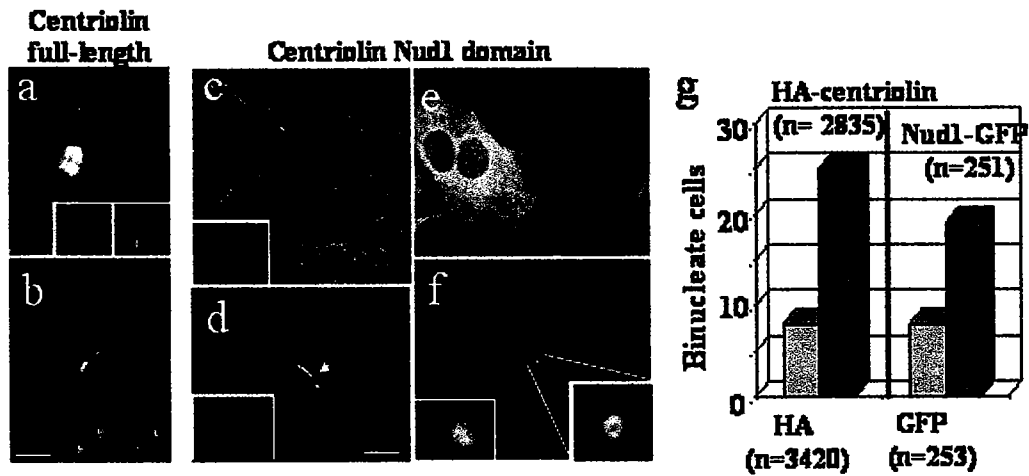 Centriolin
full-length
Centriolin Nud1 domain
a
b
c
d
e
f
g
HA-centriolin
(n= 2835)
Nud1-GFP
(n=251)
Binucleate cells
30
20
10
0
HA
(n=3420)
GFP
(n=253)